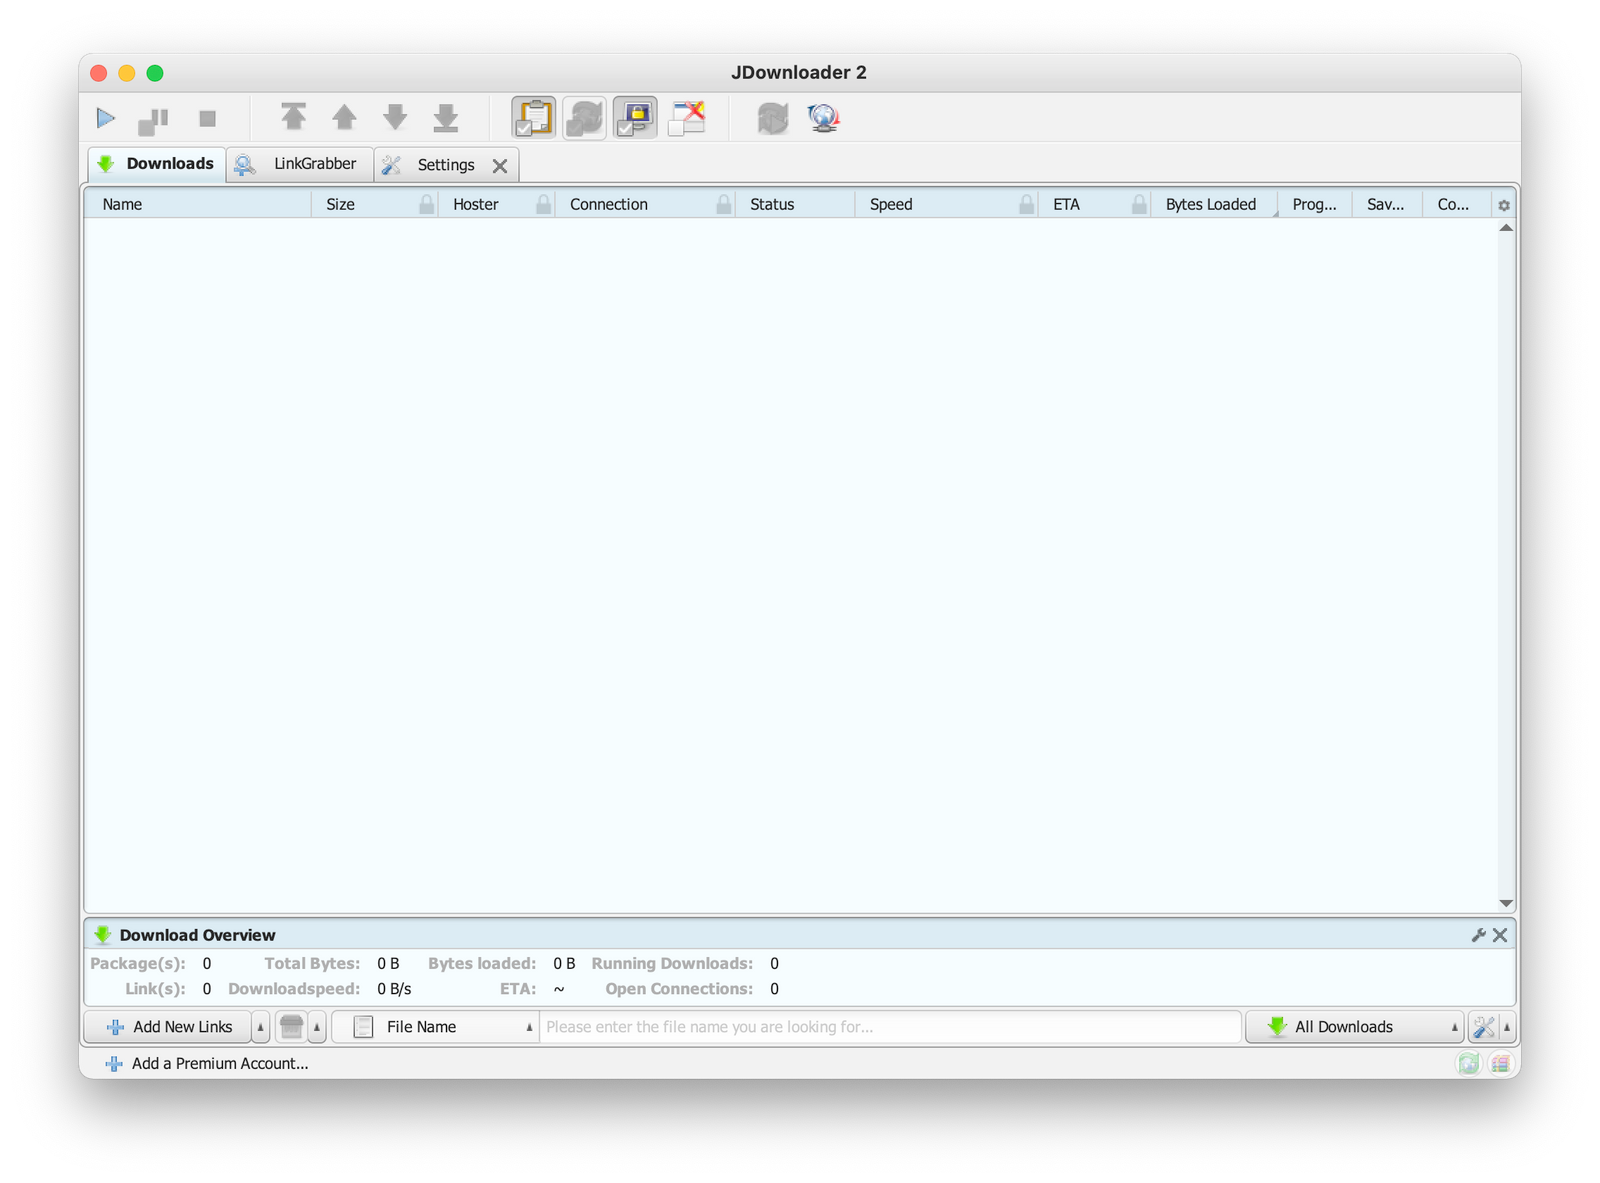 JDownloader 2
Downloads LinkGrabber Settings
Name Size Hoster Connection Status Speed ETA Bytes Loaded Prog... Sav... Co...
Download Overview
Package(s): 0 Total Bytes: 0 B Bytes loaded: 0 B Running Downloads: 0
Link(s): 0 Downloadspeed: 0 B/s ETA: ~ Open Connections: 0
Add New Links File Name Please enter the file name you are looking for... All Downloads
Add a Premium Account...